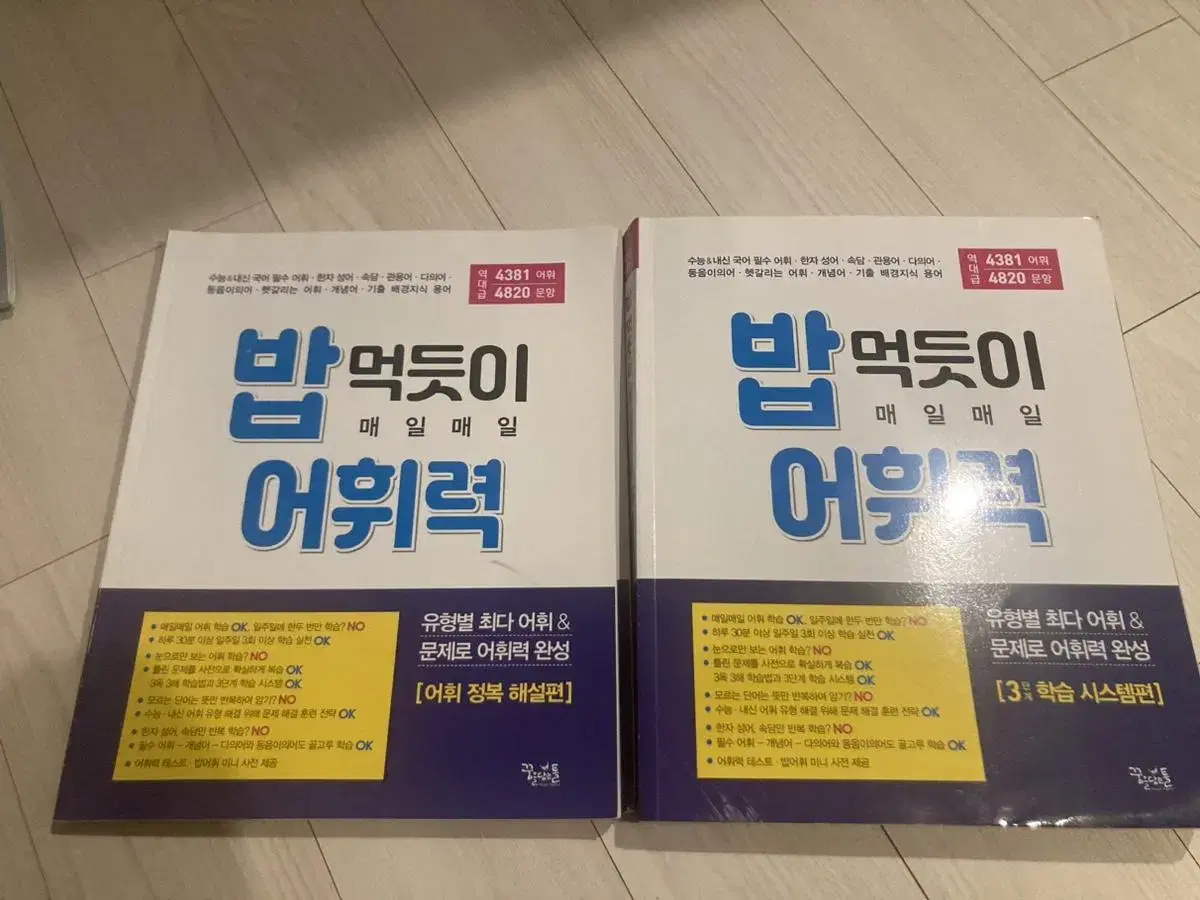 수능&내신 국어 필수 어휘 · 한자 성어 · 속담 · 관용어 · 다의어 ·
동음이의어 · 헷갈리는 어휘 · 개념어 · 기출 배경지식 용어
역대급
4381 어휘
4820 문항
밥 먹듯이
매일매일
어휘력
• 매일매일 어휘 학습 OK, 일주일에 한두 번만 학습? NO
• 하루 30분 이상 일주일 3회 이상 학습 실천 OK
• 눈으로만 보는 어휘 학습? NO
• 틀린 문제를 사전으로 확실하게 복습 OK
3독 3해 학습법과 3단계 학습 시스템 OK
• 모르는 단어는 뜻만 반복하여 암기? NO
• 수능 · 내신 어휘 유형 해결 위해 문제 해결 훈련 전략 OK
• 한자 성어, 속담만 반복 학습? NO
• 필수 어휘 – 개념어 – 다의어와 동음이의어도 골고루 학습 OK
• 어휘력 테스트 · 밥어휘 미니 사전 제공
유형별 최다 어휘 &
문제로 어휘력 완성
[어휘 정복 해설편]
꿈을담는틀
수능&내신 국어 필수 어휘 · 한자 성어 · 속담 · 관용어 · 다의어 ·
동음이의어 · 헷갈리는 어휘 · 개념어 · 기출 배경지식 용어
역대급
4381 어휘
4820 문항
밥 먹듯이
매일매일
어휘력
• 매일매일 어휘 학습 OK, 일주일에 한두 번만 학습? NO
• 하루 30분 이상 일주일 3회 이상 학습 실천 OK
• 눈으로만 보는 어휘 학습? NO
• 틀린 문제를 사전으로 확실하게 복습 OK
3독 3해 학습법과 3단계 학습 시스템 OK
• 모르는 단어는 뜻만 반복하여 암기? NO
• 수능 · 내신 어휘 유형 해결 위해 문제 해결 훈련 전략 OK
• 한자 성어, 속담만 반복 학습? NO
• 필수 어휘 – 개념어 – 다의어와 동음이의어도 골고루 학습 OK
• 어휘력 테스트 · 밥어휘 미니 사전 제공
유형별 최다 어휘 &
문제로 어휘력 완성
[3단계 학습 시스템편]
꿈을담는틀